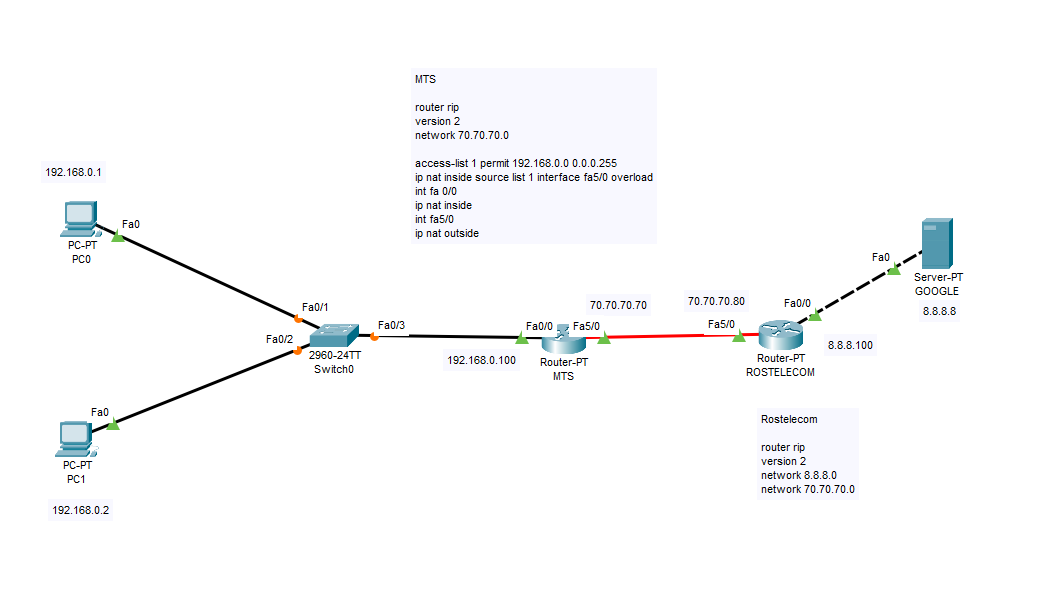 MTS
router rip
version 2
network 70.70.70.0
access-list 1 permit 192.168.0.0 0.0.0.255
ip nat inside source list 1 interface fa5/0 overload
int fa 0/0
ip nat inside
int fa5/0
ip nat outside
192.168.0.1
Fa0
PC-PT
PC0
Fa0/1
Fa0/2
Fa0/3
2960-24TT
Switch0
Fa0
PC-PT
PC1
192.168.0.2
192.168.0.100
Fa0/0
Fa5/0
Router-PT
MTS
70.70.70.70
70.70.70.80
Fa5/0
Fa0/0
Router-PT
ROSTELECOM
8.8.8.100
Fa0
Server-PT
GOOGLE
8.8.8.8
Rostelecom
router rip
version 2
network 8.8.8.0
network 70.70.70.0